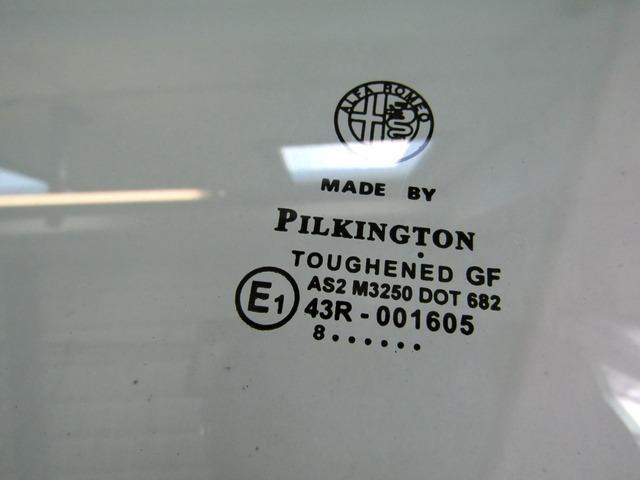 ALFA ROMEO
MADE BY
PILKINGTON
TOUGHENED GF
AS2 M3250 DOT 682
E1
43R - 001605
8......